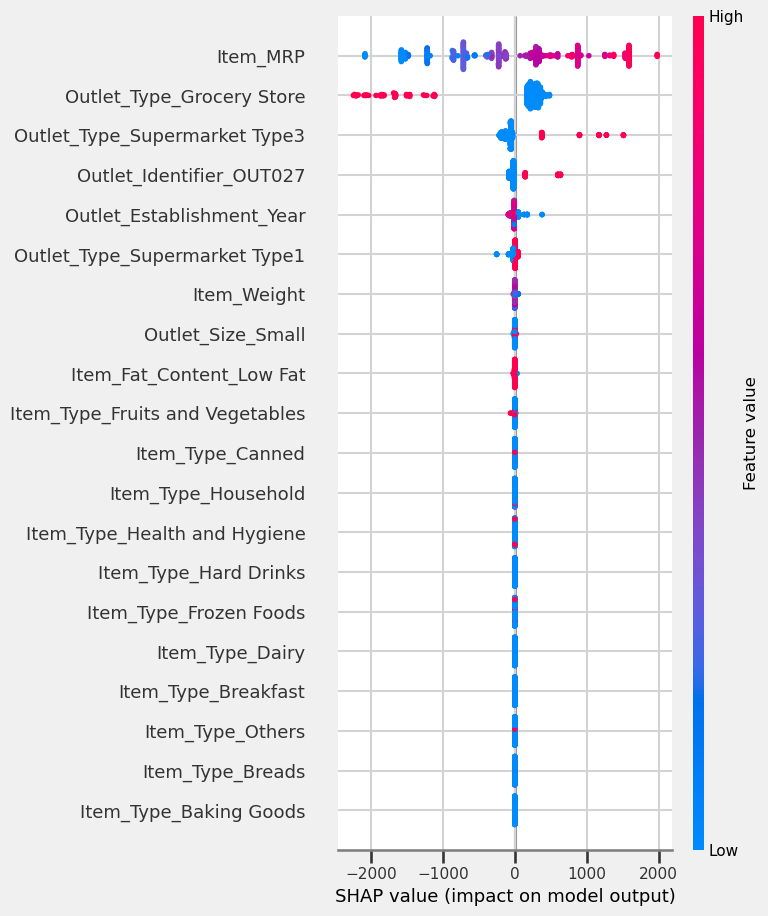 High
Item_MRP
Outlet_Type_Grocery Store
Outlet_Type_Supermarket Type3
Outlet_Identifier_OUT027
Outlet_Establishment_Year
Outlet_Type_Supermarket Type1
Item_Weight
Outlet_Size_Small
Item_Fat_Content_Low Fat
Item_Type_Fruits and Vegetables
Item_Type_Canned
Item_Type_Household
Item_Type_Health and Hygiene
Item_Type_Hard Drinks
Item_Type_Frozen Foods
Item_Type_Dairy
Item_Type_Breakfast
Item_Type_Others
Item_Type_Breads
Item_Type_Baking Goods
Feature value
Low
−2000 −1000 0 1000 2000
SHAP value (impact on model output)